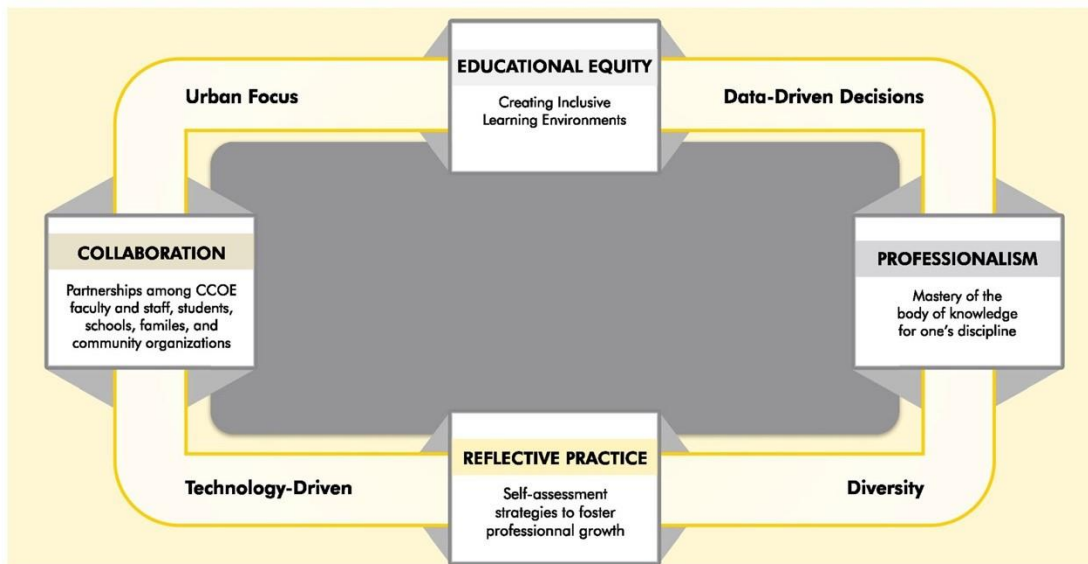 EDUCATIONAL EQUITY
Creating Inclusive
Learning Environments
Urban Focus
Data-Driven Decisions
COLLABORATION
Partnerships among CCOE
faculty and staff, students,
schools, familes, and
community organizations
PROFESSIONALISM
Mastery of the
body of knowledge
for one's discipline
REFLECTIVE PRACTICE
Self-assessment
strategies to foster
professionnal growth
Technology-Driven
Diversity